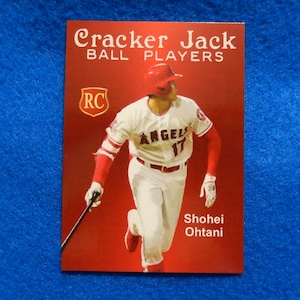 Cracker Jack
BALL PLAYERS
RC
ANGELS
17
Shohei
Ohtani